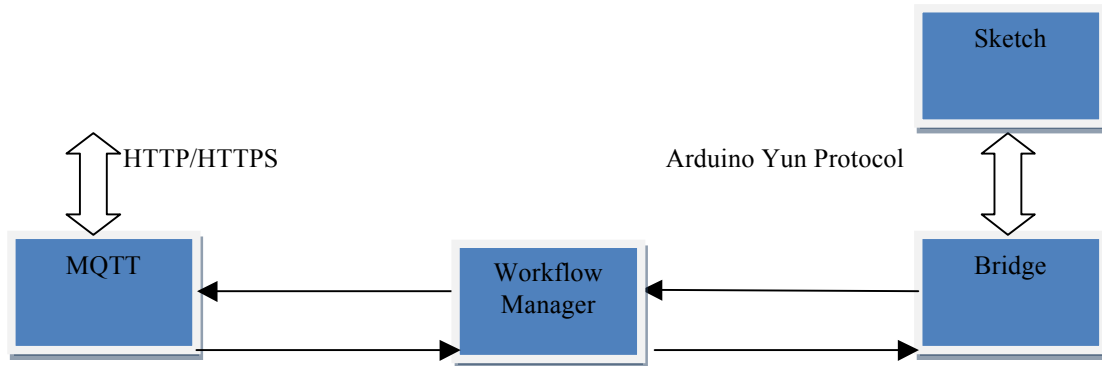 Sketch
HTTP/HTTPS
Arduino Yun Protocol
MQTT
Workflow
Manager
Bridge